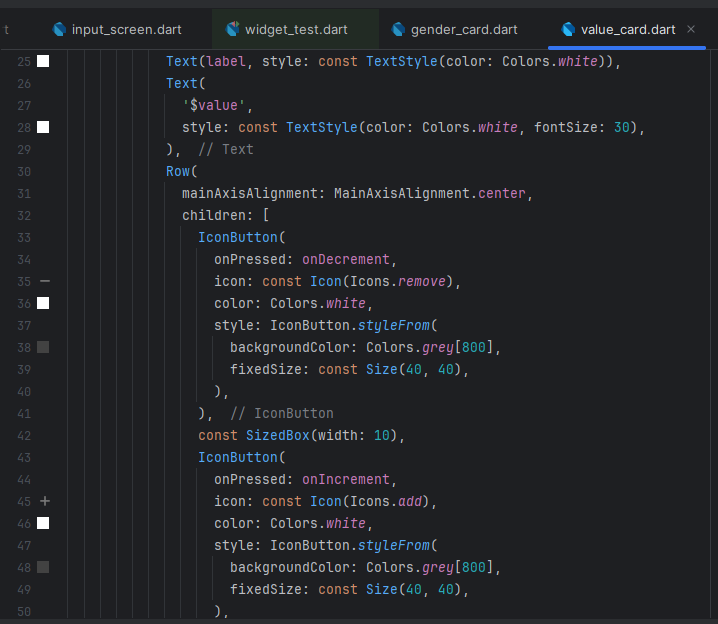 t input_screen.dart widget_test.dart gender_card.dart value_card.dart ×
25 Text(label, style: const TextStyle(color: Colors.white)),
26 Text(
27 '$value',
28 style: const TextStyle(color: Colors.white, fontSize: 30),
29 ), // Text
30 Row(
31 mainAxisAlignment: MainAxisAlignment.center,
32 children: [
33 IconButton(
34 onPressed: onDecrement,
35 icon: const Icon(Icons.remove),
36 color: Colors.white,
37 style: IconButton.styleFrom(
38 backgroundColor: Colors.grey[800],
39 fixedSize: const Size(40, 40),
40 ),
41 ), // IconButton
42 const SizedBox(width: 10),
43 IconButton(
44 onPressed: onIncrement,
45 icon: const Icon(Icons.add),
46 color: Colors.white,
47 style: IconButton.styleFrom(
48 backgroundColor: Colors.grey[800],
49 fixedSize: const Size(40, 40),
50 ),